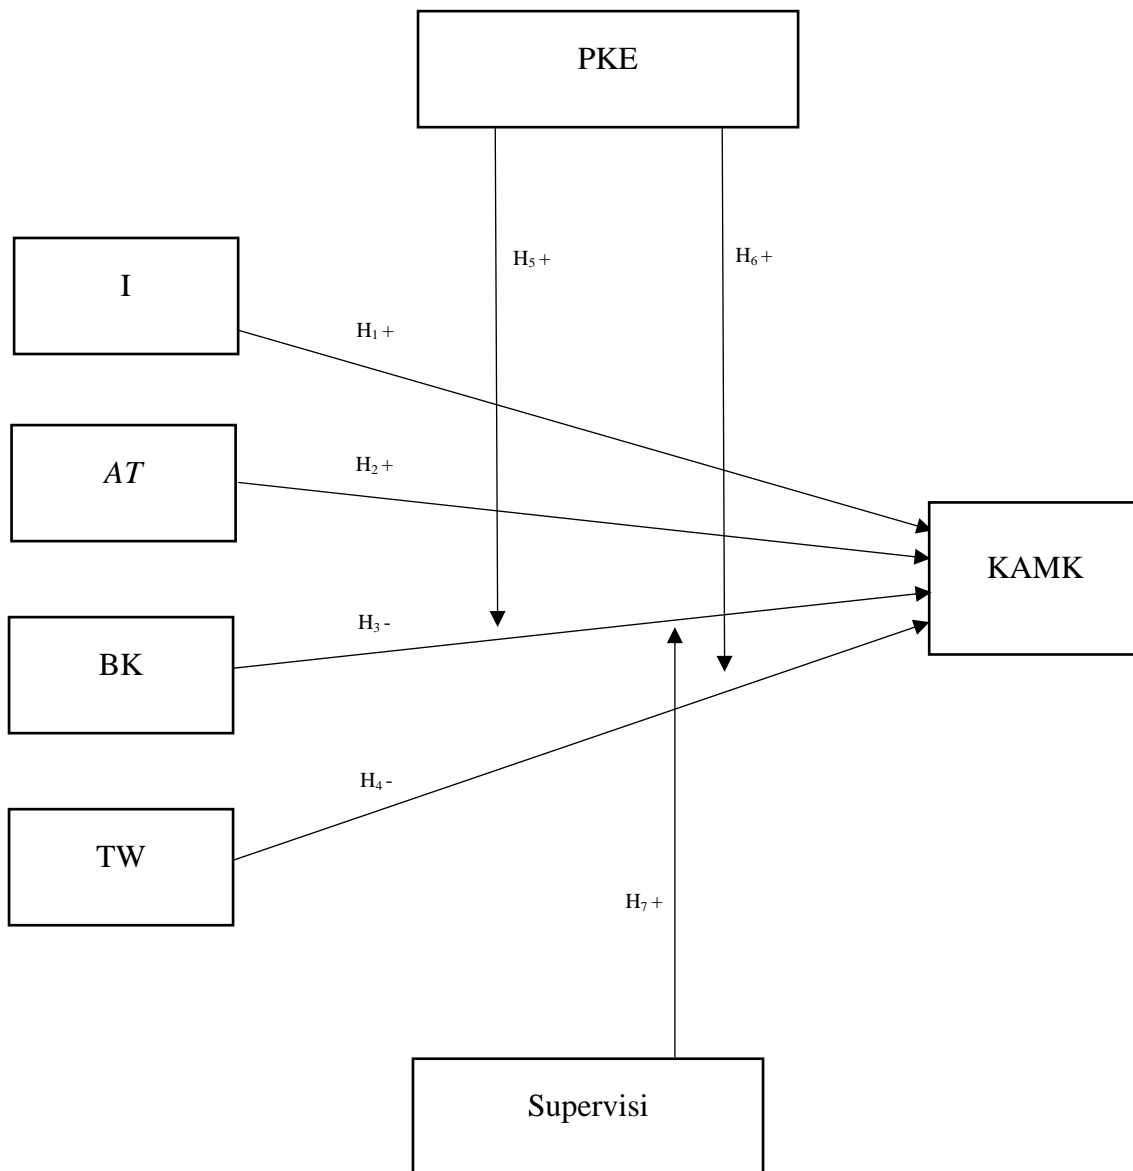 PKE
H₅ +
H₆ +
I
H₁ +
AT
H₂ +
KAMK
BK
H₃ -
TW
H₄ -
H₇ +
Supervisi